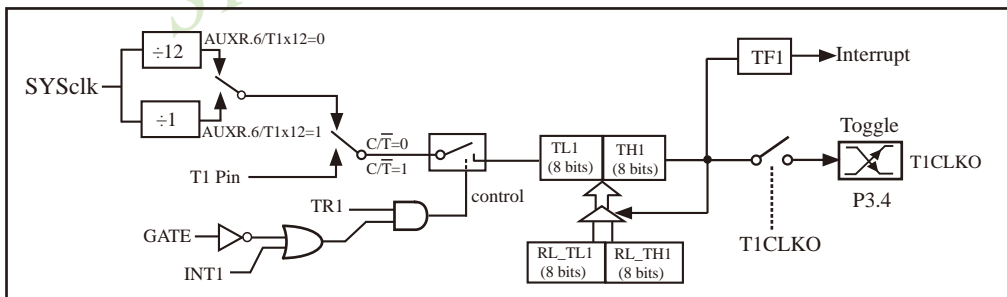 ÷12
AUXR.6/T1x12=0
SYSclk
÷1
AUXR.6/T1x12=1
T1 Pin
C/T̅=0
C/T̅=1
control
TR1
GATE
INT1
TL1
(8 bits)
TH1
(8 bits)
RL_TL1
(8 bits)
RL_TH1
(8 bits)
TF1
Interrupt
Toggle
T1CLKO
P3.4
T1CLKO